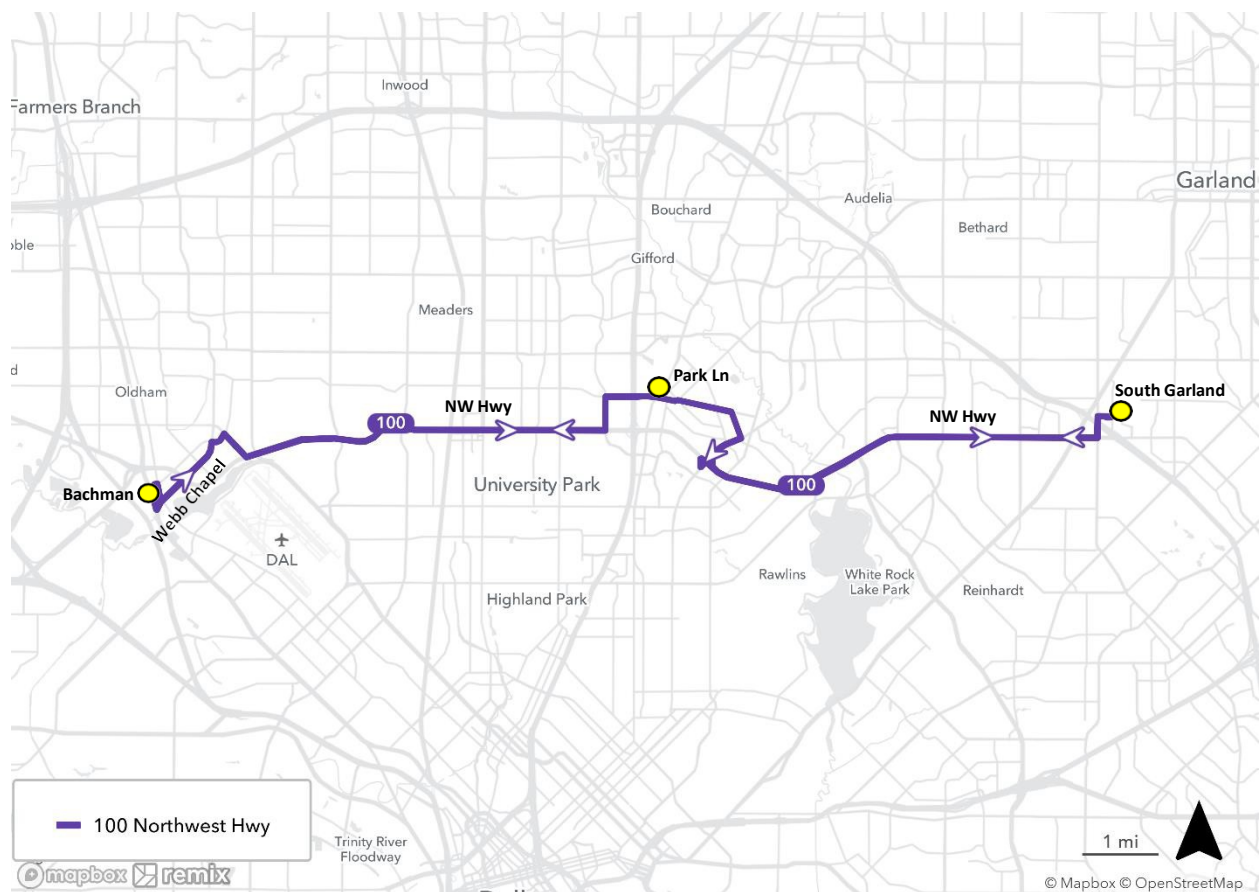 Inwood
Farmers Branch
Garland
Audelia
Bouchard
Bethard
Gifford
Meaders
Park Ln
Oldham
South Garland
NW Hwy
NW Hwy
100
University Park
Bachman
100
Webb Chapel
DAL
Rawlins
White Rock
Lake Park
Reinhardt
Highland Park
100 Northwest Hwy
Trinity River
Floodway
1 mi
mapbox remix
© Mapbox © OpenStreetMap